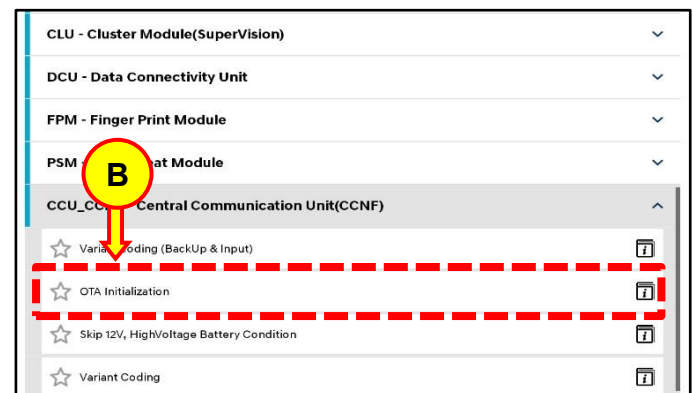 CLU - Cluster Module(SuperVision)
DCU - Data Connectivity Unit
FPM - Finger Print Module
PSM - at Module
B
CCU_CC - Central Communication Unit(CCNF)
Varia oding (BackUp & Input)
OTA Initialization
Skip 12V, HighVoltage Battery Condition
Variant Coding